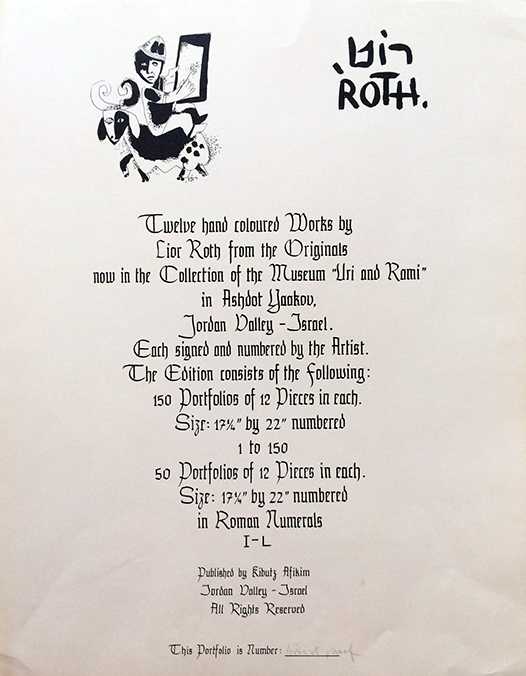 רוט,
ROTH.
Twelve hand coloured Works by
Lior Roth from the Originals
now in the Collection of the Museum "Uri and Rami"
in Ashdot Yaakov,
Jordan Valley - Israel.
Each signed and numbered by the Artist.
The Edition consists of the following:
150 Portfolios of 12 Pieces in each.
Size: 17¼" by 22" numbered
1 to 150
50 Portfolios of 12 Pieces in each.
Size: 17¼" by 22" numbered
in Roman Numerals
I-L
Published by Kibutz Afikim
Jordan Valley - Israel
All Rights Reserved
This Portfolio is Number: Artist proof